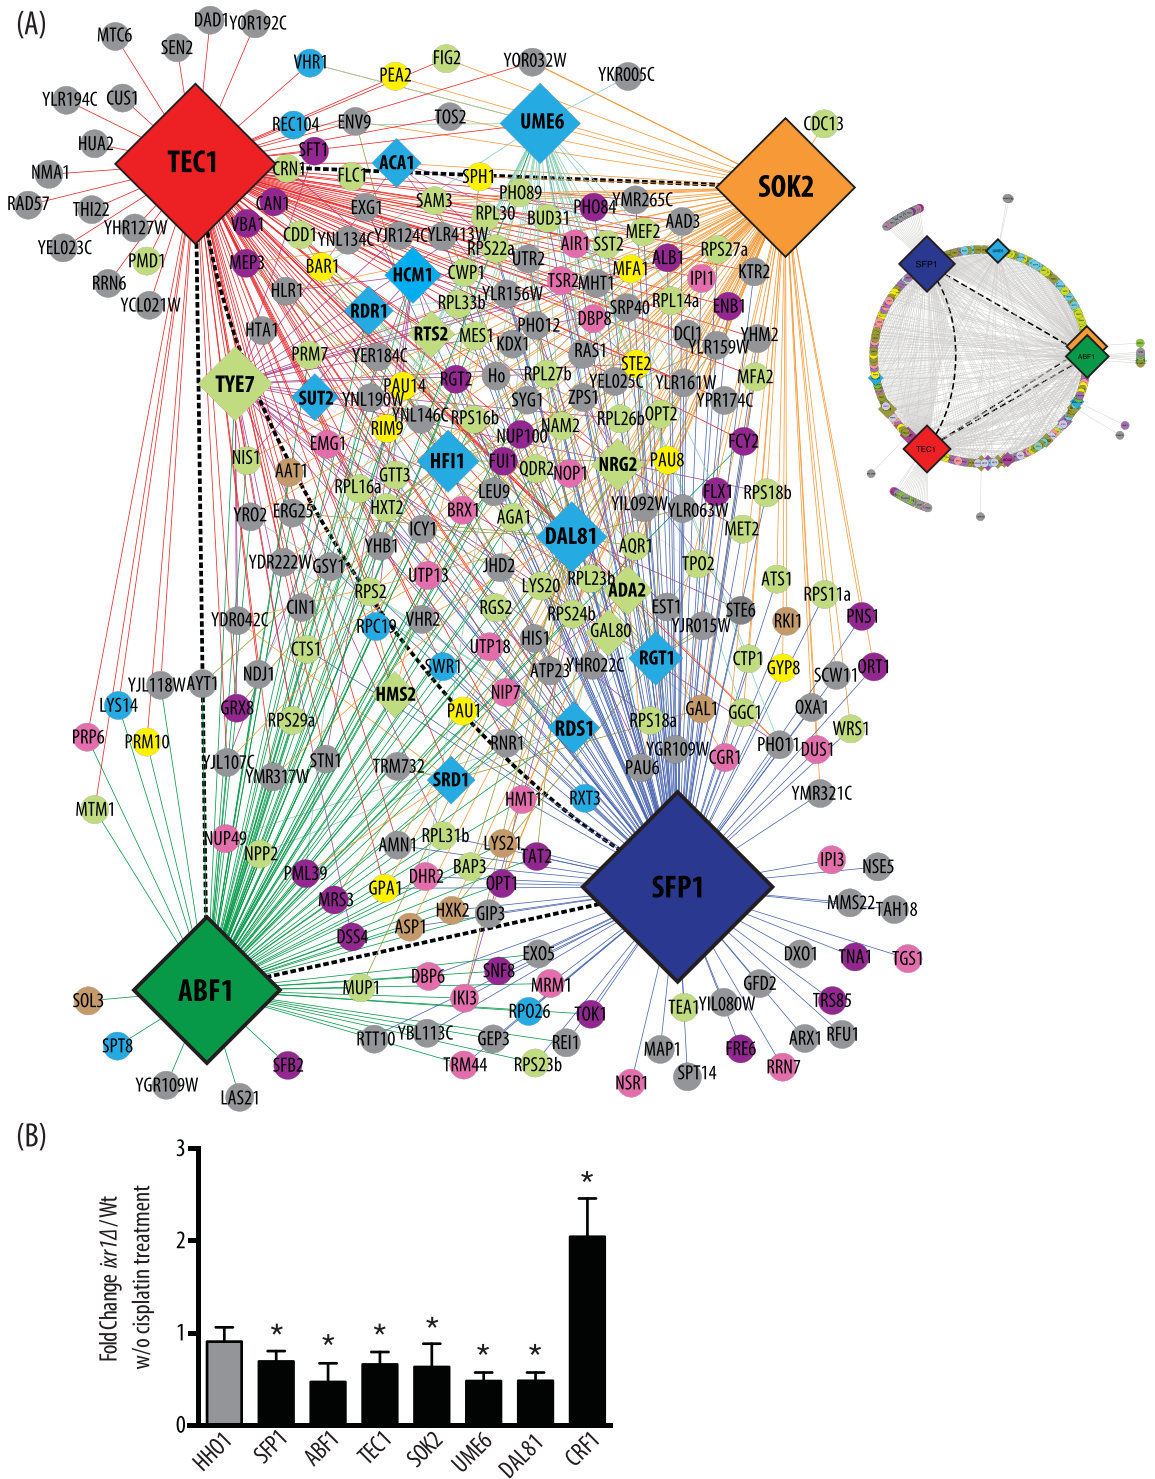 (A)
DAD1
YOR192C
MTC6
SEN2
VHR1
FIG2
YOR032W
PEA2
YKR005C
YLR194C
CUS1
REC104
ENV9
TOS2
UME6
CDC13
HUA2
SFT1
TEC1
ACA1
NMA1
CRN1
FLC1
SPH1
SOK2
RAD57
THI22
CAN1
EXG1
SAM3
PHO89
PHO84
YMR265C
YHR127W
VBA1
RPL30
BUD31
AAD3
YEL023C
CDD1
YNL134C
YJR124C
YLR413W
RPS22a
AIR1
SST2
MEF2
RPS27a
PMD1
MEP3
BAR1
HCM1
CWP1
UTR2
MFA1
ALB1
KTR2
RRN6
HLR1
YLR156W
TSR2
MHT1
IPI1
SFP1
YCL021W
RDR1
RPL33b
SRP40
RPL14a
ENB1
HTA1
RTS2
MES1
PHO12
DBP8
DCJ1
YHM2
PRM7
YER184C
KDX1
RAS1
YLR159W
ABF1
TYE7
SUT2
PAU14
RGT2
Ho
RPL27b
STE2
YEL025C
YLR161W
MFA2
YNL190W
YNL146C
RPS16b
SYG1
ZPS1
YPR174C
EMG1
RIM9
NAM2
RPL26b
OPT2
NUP100
FCY2
NIS1
AAT1
HFI1
FUI1
QDR2
NOP1
NRG2
PAU8
TEC1
RPL16a
GTT3
LEU9
FLX1
RPS18b
YRO2
ERG25
HXT2
BRX1
AGA1
YIL092W
YLR063W
ICY1
DAL81
MET2
YHB1
AQR1
YDR222W
GSY1
JHD2
TPO2
UTP13
RPL23b
ATS1
RPS2
LYS20
ADA2
RPS11a
CIN1
RGS2
RPS24b
EST1
STE6
YDR042C
RPC19
VHR2
GAL80
YJR015W
RKI1
PNS1
CTS1
UTP18
HIS1
RGT1
CTP1
GYP8
SCW11
ORT1
YJL118W
AYT1
NDJ1
SWR1
ATP23
YHR022C
LYS14
GRX8
HMS2
NIP7
GAL1
GGC1
OXA1
PRP6
PRM10
RPS29a
PAU1
RDS1
RPS18a
WRS1
YJL107C
STN1
RNR1
YGR109W
PHO11
DUS1
YMR317W
TRM732
SRD1
PAU6
CGR1
MTM1
HMT1
RXT3
YMR321C
NUP49
NPP2
AMN1
RPL31b
LYS21
TAT2
IPI3
NSE5
PML39
DHR2
BAP3
MRS3
GPA1
OPT1
SFP1
HXK2
GIP3
MMS22
TAH18
DSS4
ASP1
EXO5
DXO1
TNA1
TGS1
ABF1
MUP1
DBP6
SNF8
MRM1
GFD2
SOL3
IKI3
RPO26
TOK1
TEA1
YIL080W
TRS85
SPT8
RTT10
YBL113C
GEP3
REI1
MAP1
FRE6
ARX1
RFU1
SFB2
TRM44
RPS23b
RRN7
YGR109W
LAS21
NSR1
SPT14
(B)
Fold Change ixr1Δ / Wt
w/o cisplatin treatment
3
2
1
0
*
*
*
*
*
*
*
HHO1
SFP1
ABF1
TEC1
SOK2
UME6
DAL81
CRF1